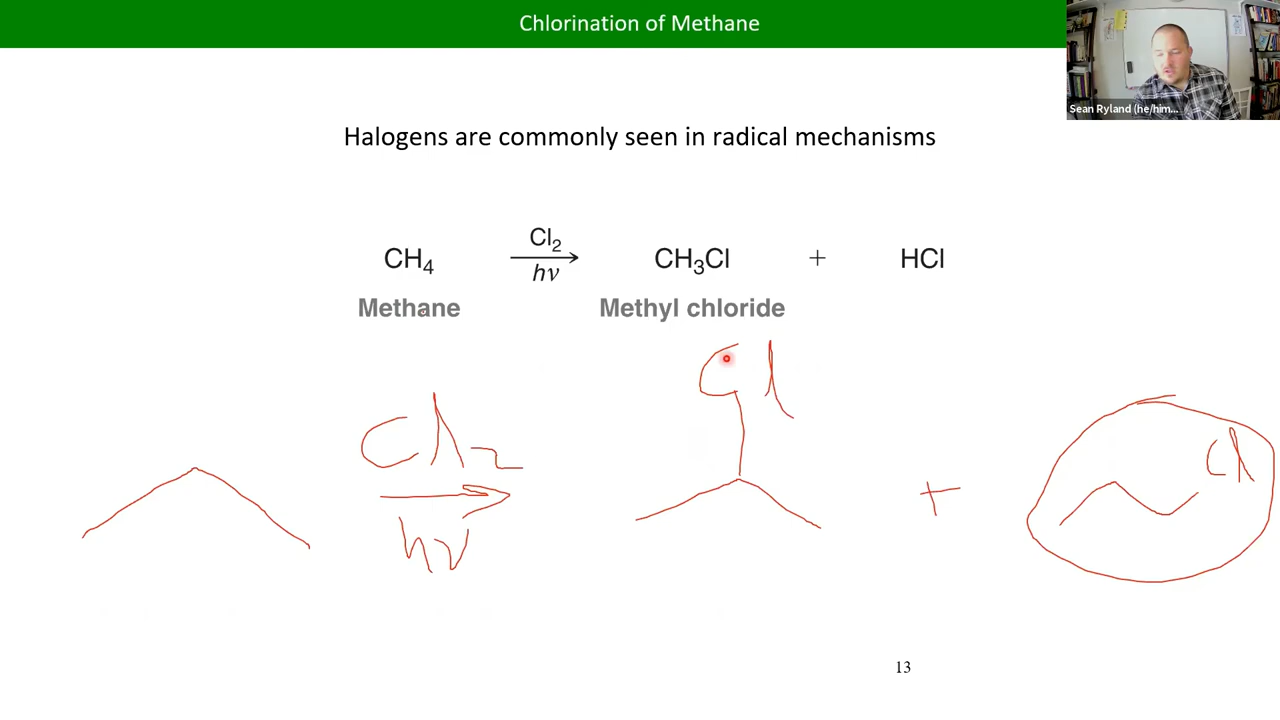 Chlorination of Methane
Sean Ryland (he/him...
Halogens are commonly seen in radical mechanisms
CH₄ Cl₂ hν CH₃Cl + HCl
Methane Methyl chloride
Cl
Cl₂ + Cl
hν
13